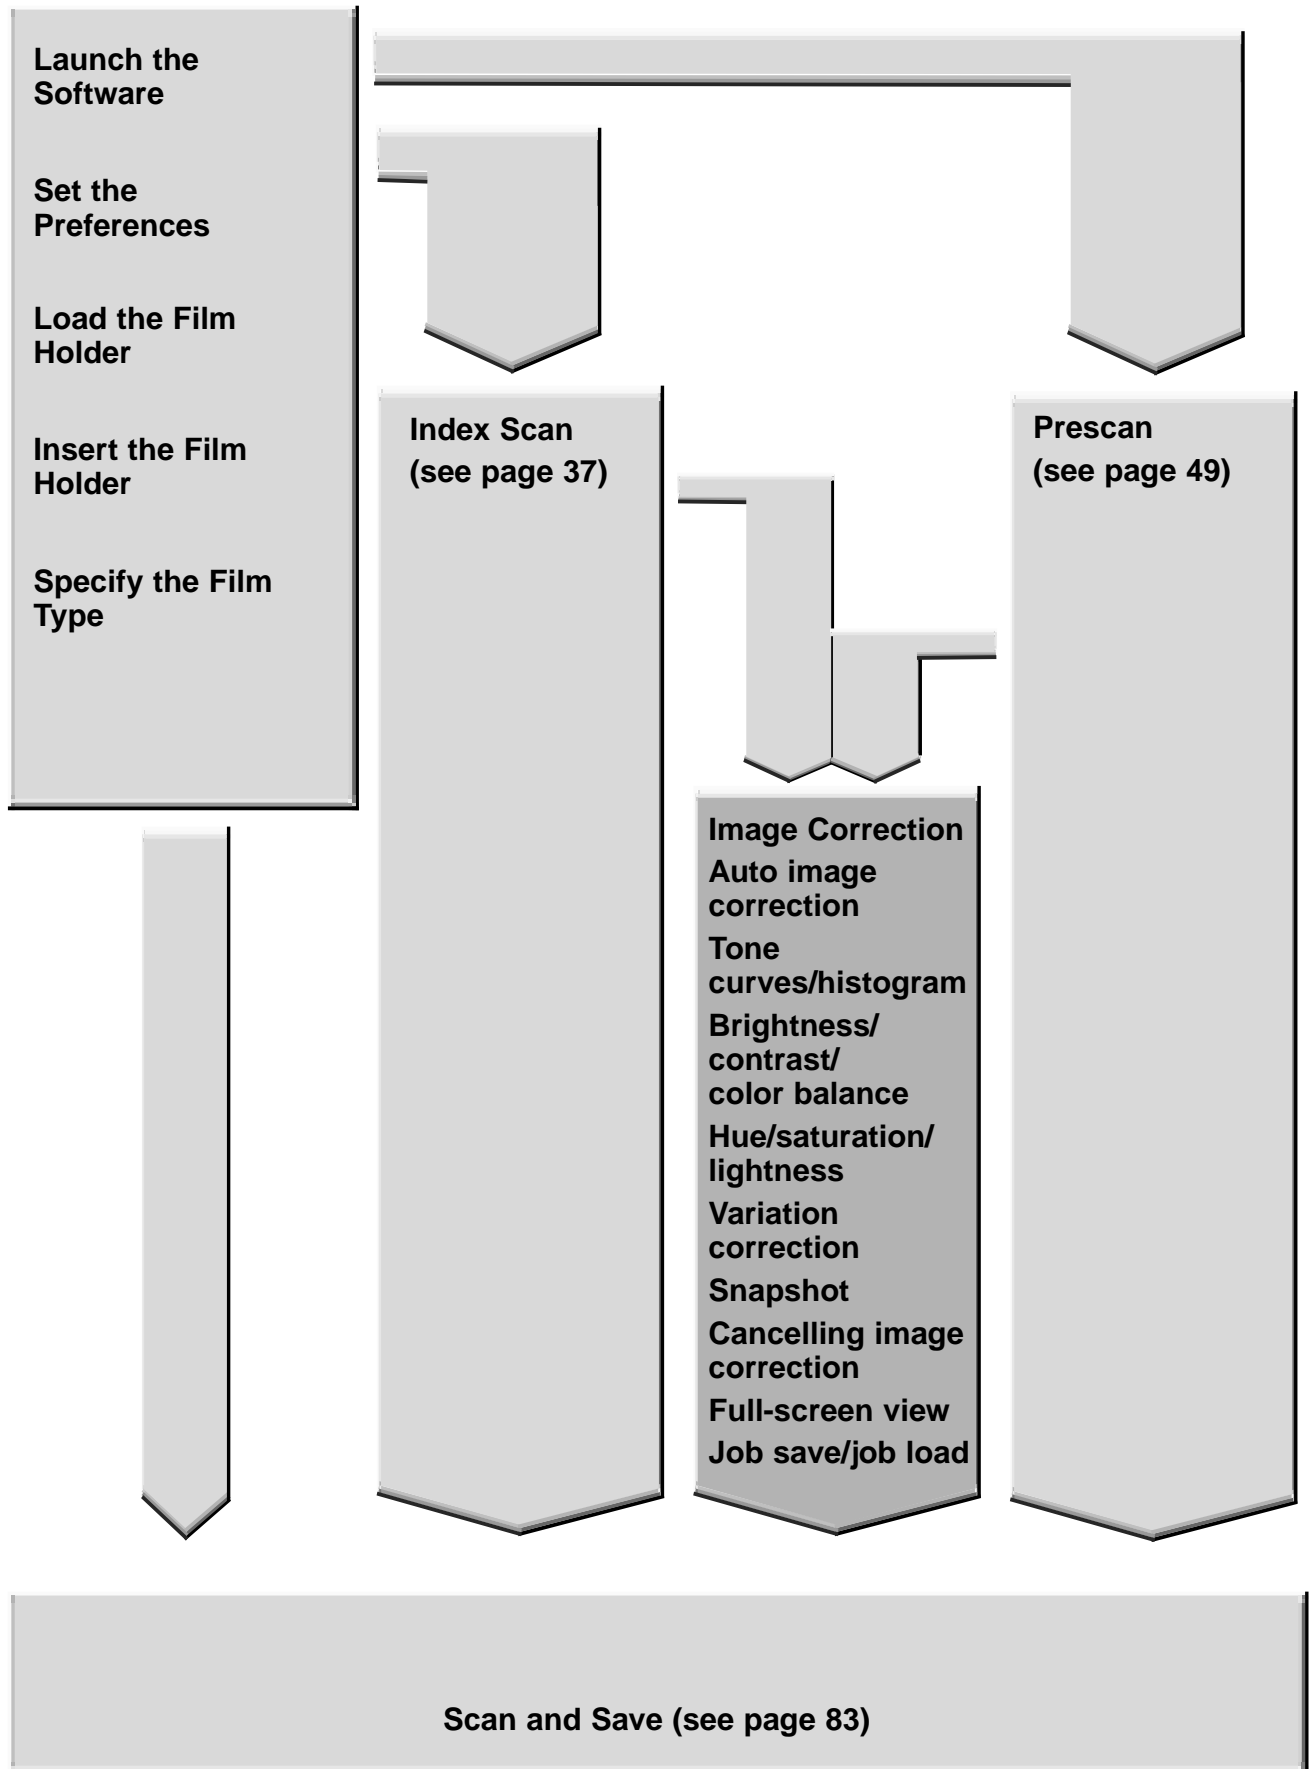 Launch the
Software
Set the
Preferences
Load the Film
Holder
Insert the Film
Holder
Specify the Film
Type
Index Scan
(see page 37)
Prescan
(see page 49)
Image Correction
Auto image
correction
Tone
curves/histogram
Brightness/
contrast/
color balance
Hue/saturation/
lightness
Variation
correction
Snapshot
Cancelling image
correction
Full-screen view
Job save/job load
Scan and Save (see page 83)